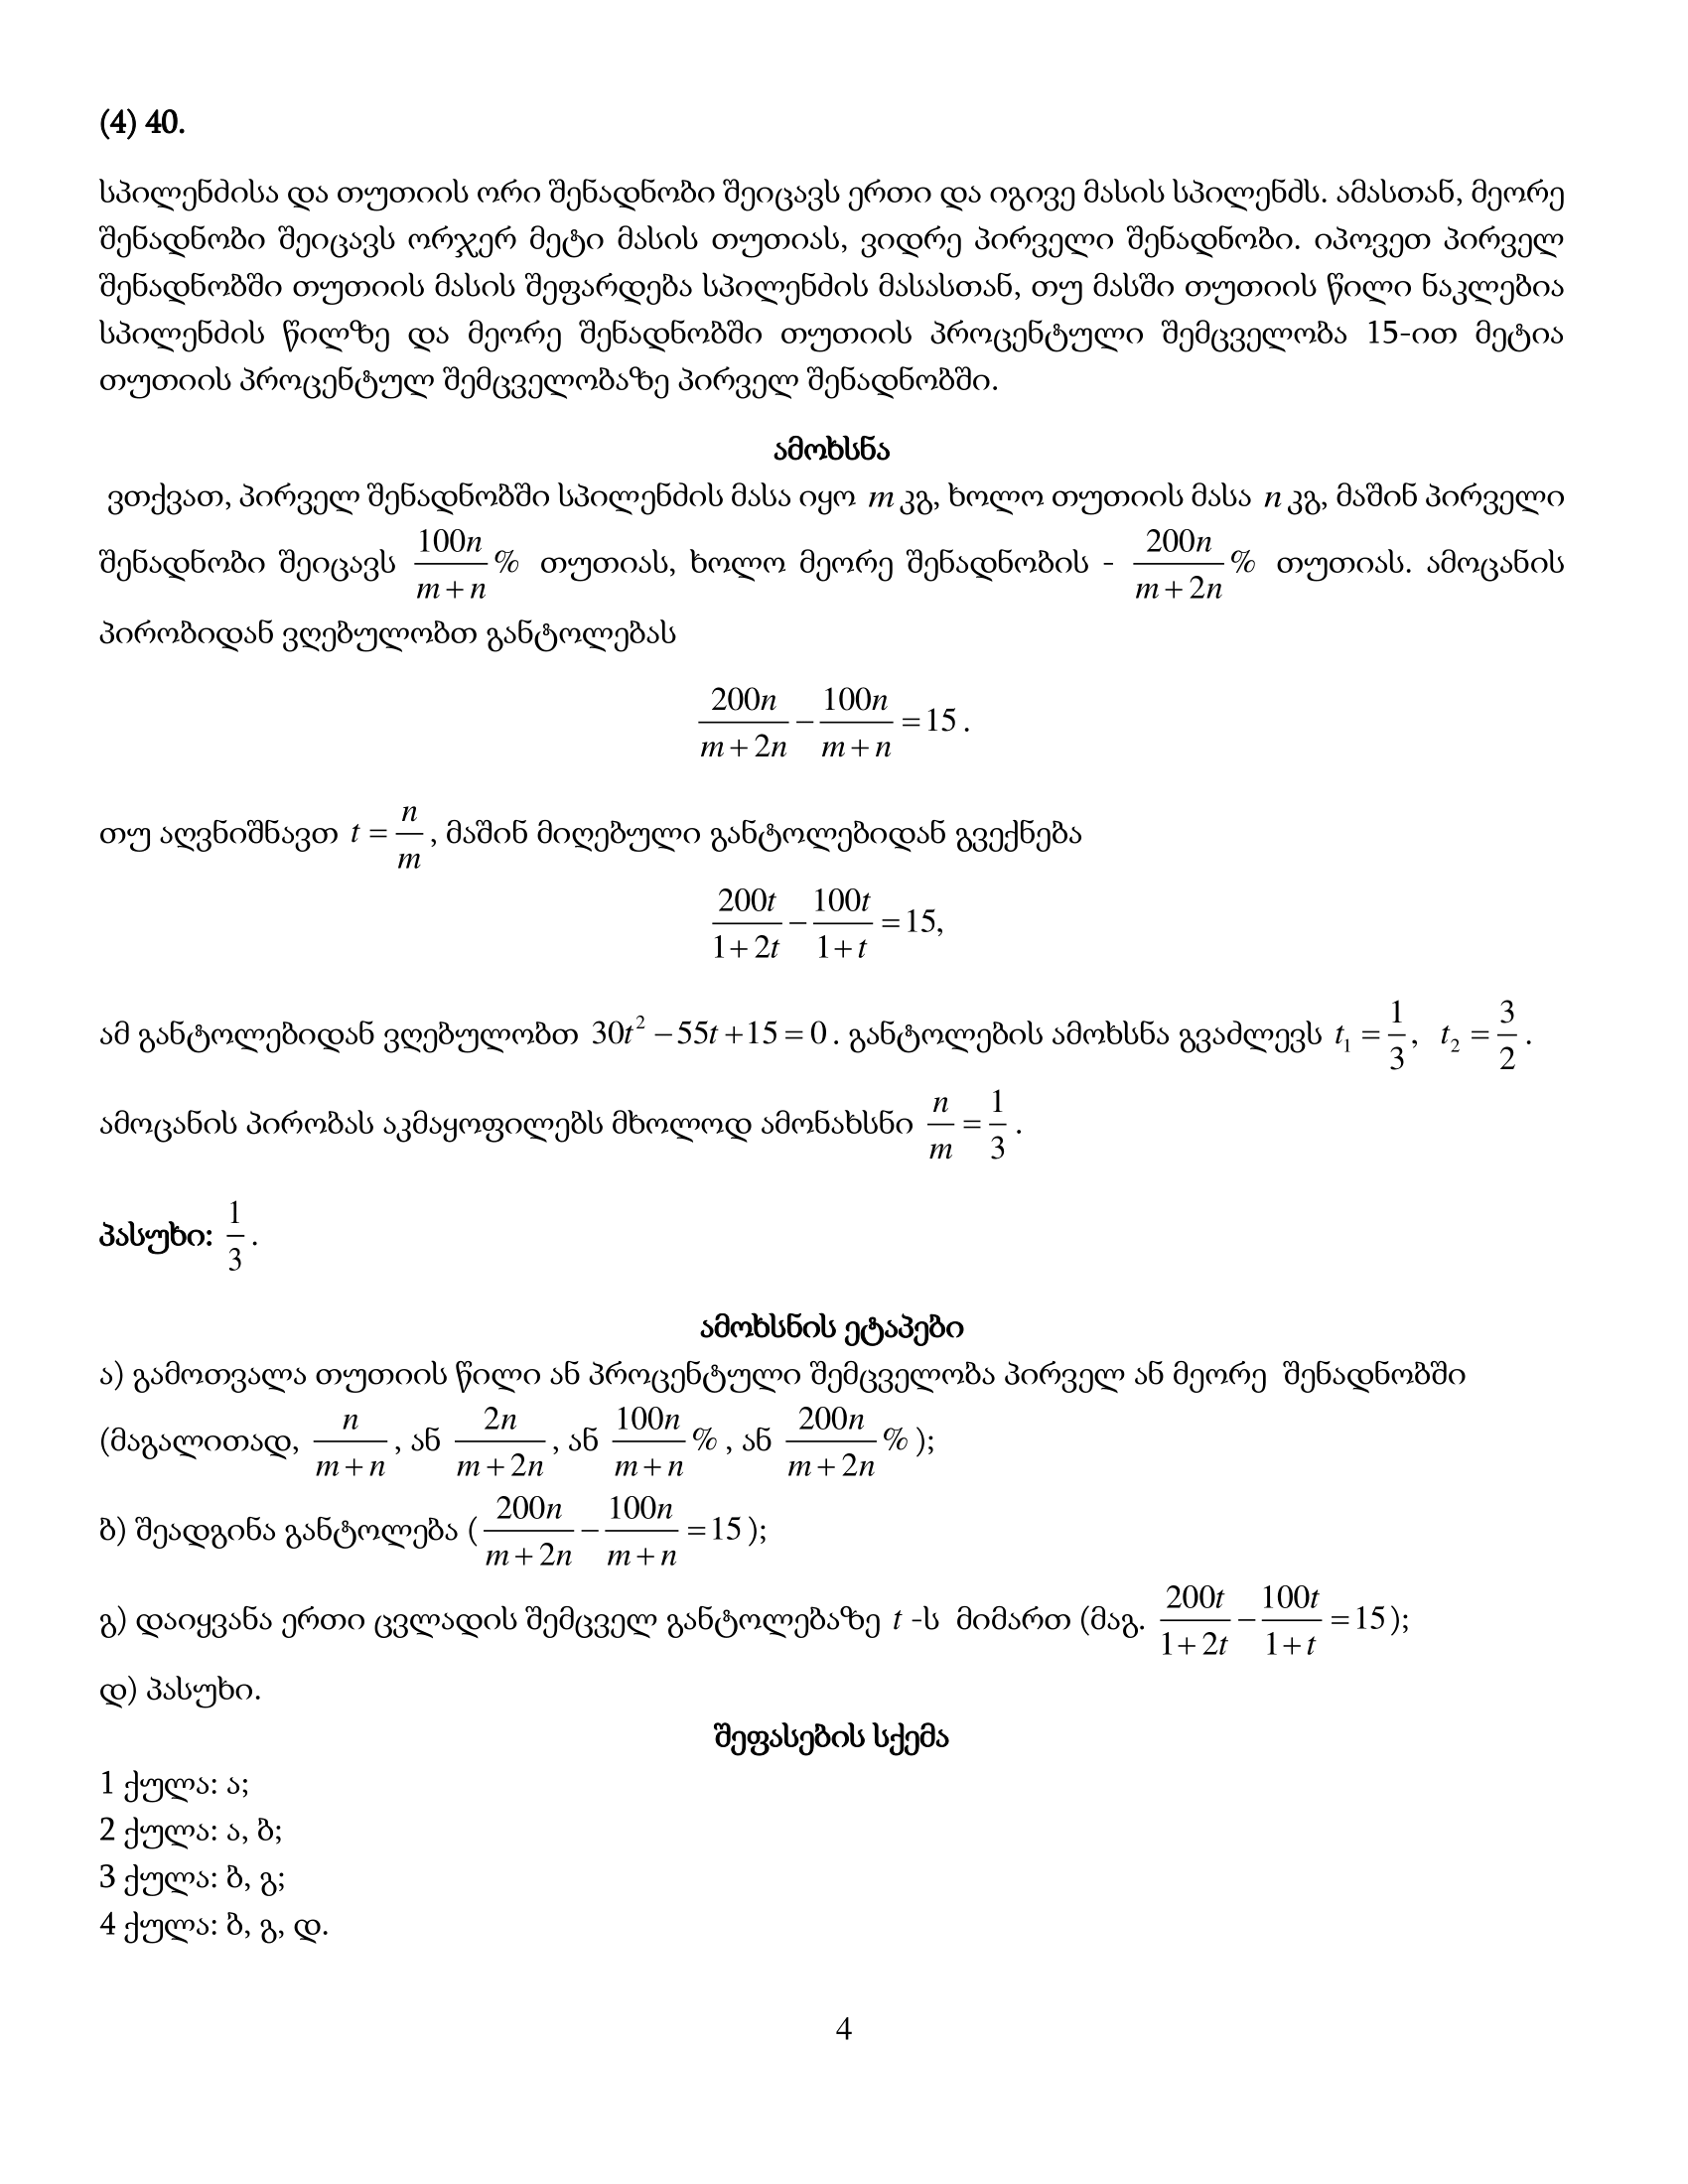 (4) 40.
სპილენძისა და თუთიის ორი შენადნობი შეიცავს ერთი და იგივე მასის სპილენძს. ამასთან, მეორე
შენადნობი შეიცავს ორჯერ მეტი მასის თუთიას, ვიდრე პირველი შენადნობი. იპოვეთ პირველ
შენადნობში თუთიის მასის შეფარდება სპილენძის მასასთან, თუ მასში თუთიის წილი ნაკლებია
სპილენძის წილზე და მეორე შენადნობში თუთიის პროცენტული შემცველობა 15-ით მეტია
თუთიის პროცენტულ შემცველობაზე პირველ შენადნობში.
ამოხსნა
ვთქვათ, პირველ შენადნობში სპილენძის მასა იყო m კგ, ხოლო თუთიის მასა n კგ, მაშინ პირველი
შენადნობი შეიცავს \frac{100n}{m+n}% თუთიას, ხოლო მეორე შენადნობის - \frac{200n}{m+2n}% თუთიას. ამოცანის
პირობიდან ვღებულობთ განტოლებას
\frac{200n}{m+2n} - \frac{100n}{m+n} = 15.
თუ აღვნიშნავთ t = \frac{n}{m}, მაშინ მიღებული განტოლებიდან გვექნება
\frac{200t}{1+2t} - \frac{100t}{1+t} = 15,
ამ განტოლებიდან ვღებულობთ 30t² − 55t + 15 = 0. განტოლების ამოხსნა გვაძლევს t₁ = \frac{1}{3}, t₂ = \frac{3}{2}.
ამოცანის პირობას აკმაყოფილებს მხოლოდ ამონახსნი \frac{n}{m} = \frac{1}{3}.
პასუხი: \frac{1}{3}.
ამოხსნის ეტაპები
ა) გამოთვალა თუთიის წილი ან პროცენტული შემცველობა პირველ ან მეორე შენადნობში
(მაგალითად, \frac{n}{m+n}, ან \frac{2n}{m+2n}, ან \frac{100n}{m+n}%, ან \frac{200n}{m+2n}%);
ბ) შეადგინა განტოლება (\frac{200n}{m+2n} - \frac{100n}{m+n} = 15);
გ) დაიყვანა ერთი ცვლადის შემცველ განტოლებაზე t -ს მიმართ (მაგ. \frac{200t}{1+2t} - \frac{100t}{1+t} = 15);
დ) პასუხი.
შეფასების სქემა
1 ქულა: ა;
2 ქულა: ა, ბ;
3 ქულა: ბ, გ;
4 ქულა: ბ, გ, დ.
4